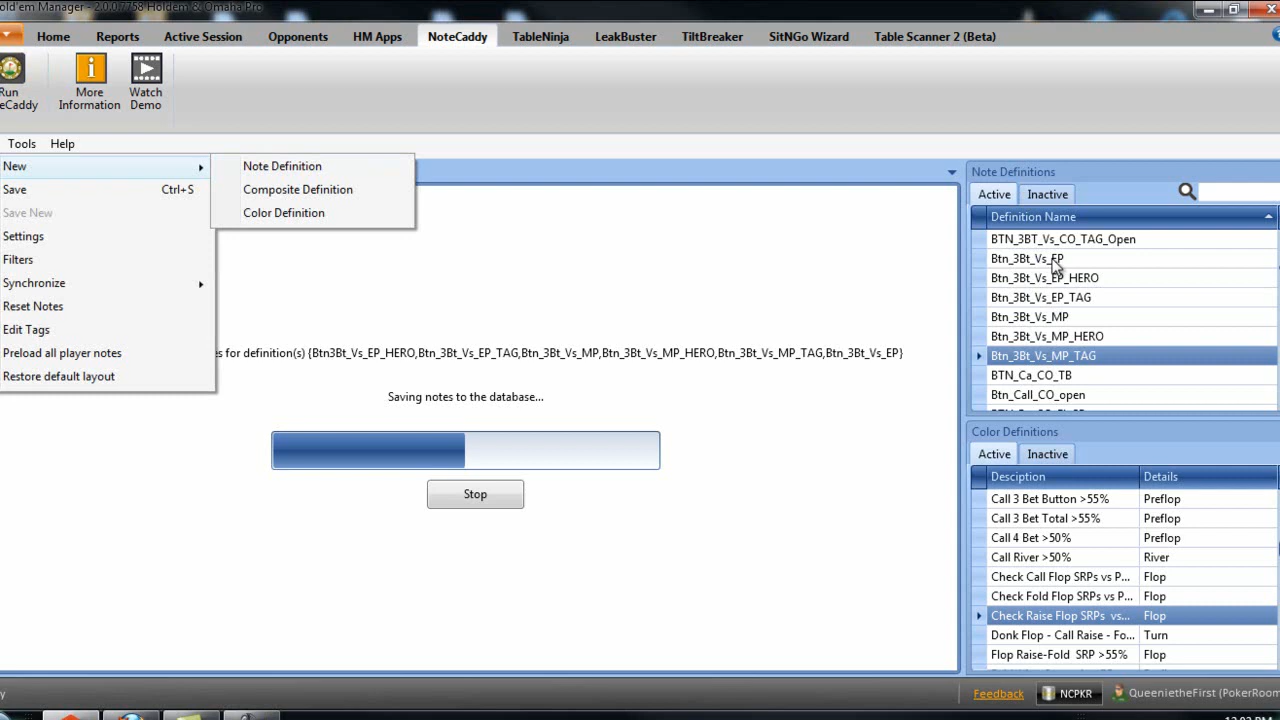 old'em Manager - 2.0.0.7758 Holdem & Omaha Pro
Home Reports Active Session Opponents HM Apps NoteCaddy TableNinja LeakBuster TiltBreaker SitNGo Wizard Table Scanner 2 (Beta)
Run
eCaddy
More
Information
Watch
Demo
Tools Help
New
Save Ctrl+S
Save New
Settings
Filters
Synchronize
Reset Notes
Edit Tags
Preload all player notes
Restore default layout
Note Definition
Composite Definition
Color Definition
es for definition(s) {Btn3Bt_Vs_EP_HERO,Btn_3Bt_Vs_EP_TAG,Btn_3Bt_Vs_MP,Btn_3Bt_Vs_MP_HERO,Btn_3Bt_Vs_MP_TAG,Btn_3Bt_Vs_EP}
Saving notes to the database...
Stop
Note Definitions
Active Inactive
Definition Name
BTN_3BT_Vs_CO_TAG_Open
Btn_3Bt_Vs_EP
Btn_3Bt_Vs_EP_HERO
Btn_3Bt_Vs_EP_TAG
Btn_3Bt_Vs_MP
Btn_3Bt_Vs_MP_HERO
Btn_3Bt_Vs_MP_TAG
BTN_Ca_CO_TB
Btn_Call_CO_open
Color Definitions
Active Inactive
Desciption Details
Call 3 Bet Button >55% Preflop
Call 3 Bet Total >55% Preflop
Call 4 Bet >50% Preflop
Call River >50% River
Check Call Flop SRPs vs P... Flop
Check Fold Flop SRPs vs P... Flop
Check Raise Flop SRPs vs... Flop
Donk Flop - Call Raise - Fo... Turn
Flop Raise-Fold SRP >55% Flop
y
Feedback NCPKR QueenietheFirst (PokerRoom